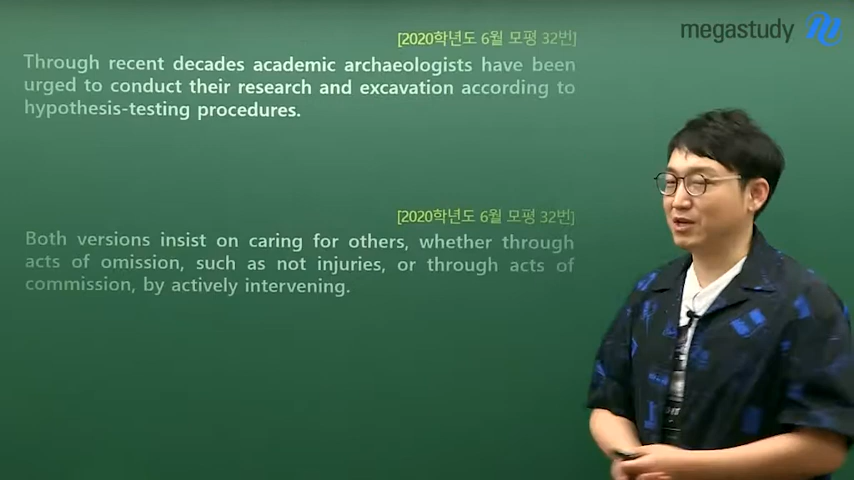 megastudy
[2020학년도 6월 모평 32번]
Through recent decades academic archaeologists have been
urged to conduct their research and excavation according to
hypothesis-testing procedures.
[2020학년도 6월 모평 32번]
Both versions insist on caring for others, whether through
acts of omission, such as not injuries, or through acts of
commission, by actively intervening.